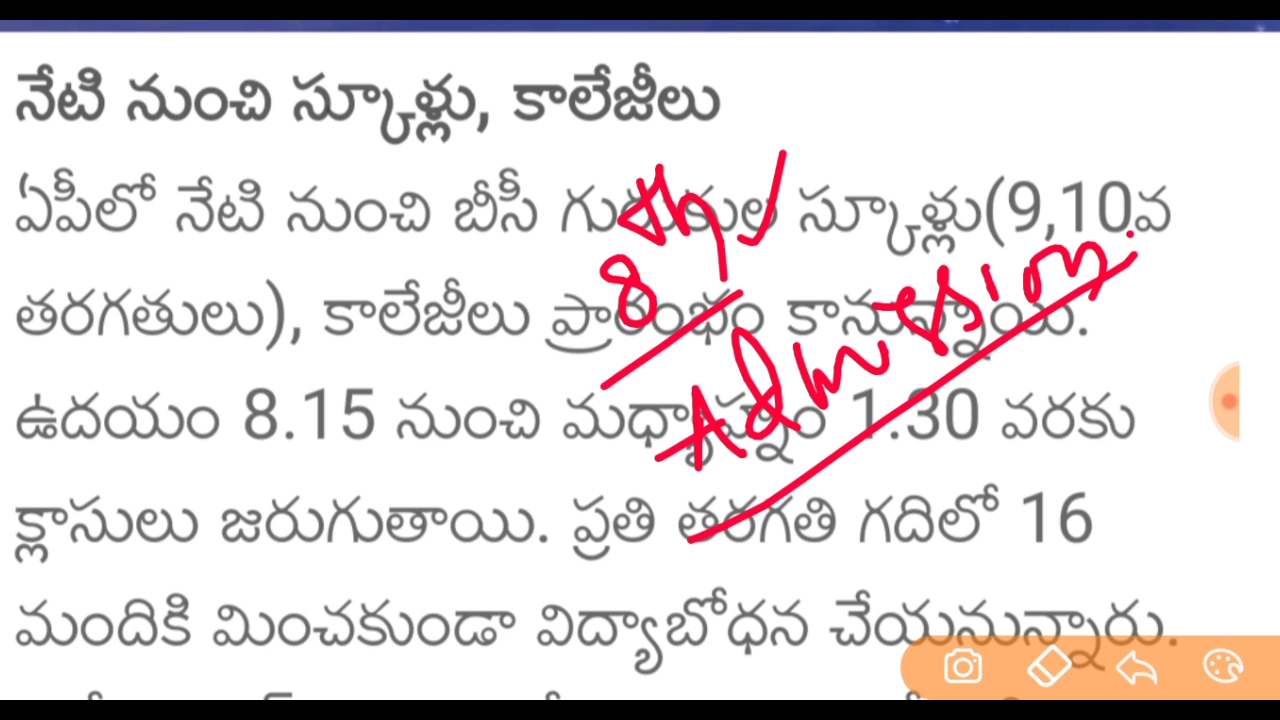 నేటి నుంచి స్కూళ్లు, కాలేజీలు
ఏపీలో నేటి నుంచి బీసీ గురుకుల స్కూళ్లు(9,10వ
తరగతులు), కాలేజీలు ప్రారంభం కానున్నాయి.
ఉదయం 8.15 నుంచి మధ్యాహ్నం 1.30 వరకు
క్లాసులు జరుగుతాయి. ప్రతి తరగతి గదిలో 16
మందికి మించకుండా విద్యాబోధన చేయనున్నారు.
8th
Admission